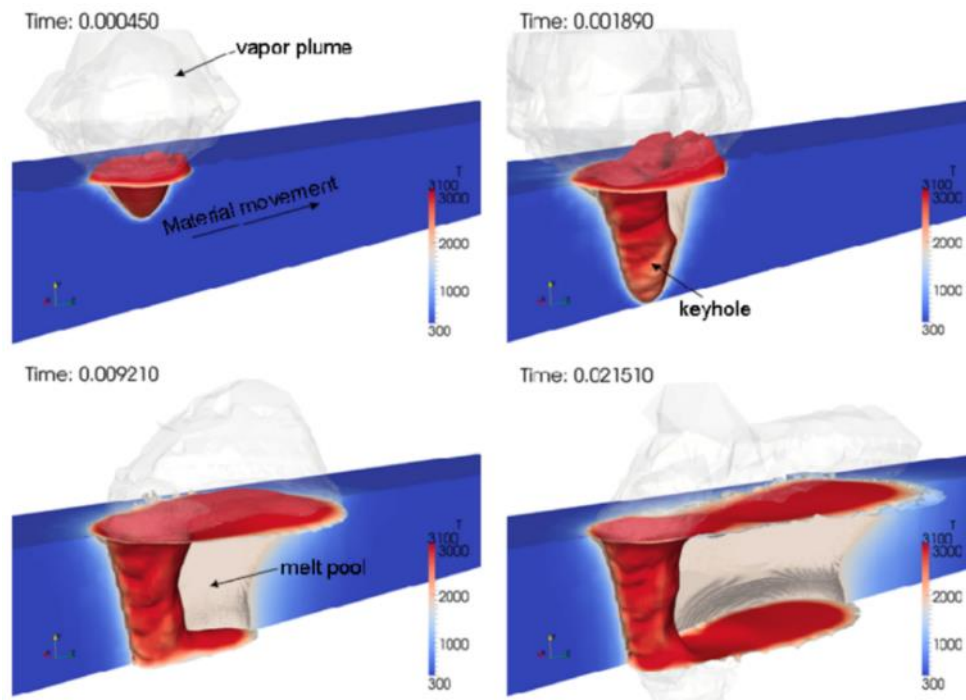 Time: 0.000450
vapor plume
Material movement
T
3100
3000
2000
1000
300
Time: 0.001890
keyhole
T
3100
3000
2000
1000
300
Time: 0.009210
melt pool
T
3100
3000
2000
1000
300
Time: 0.021510
T
3100
3000
2000
1000
300